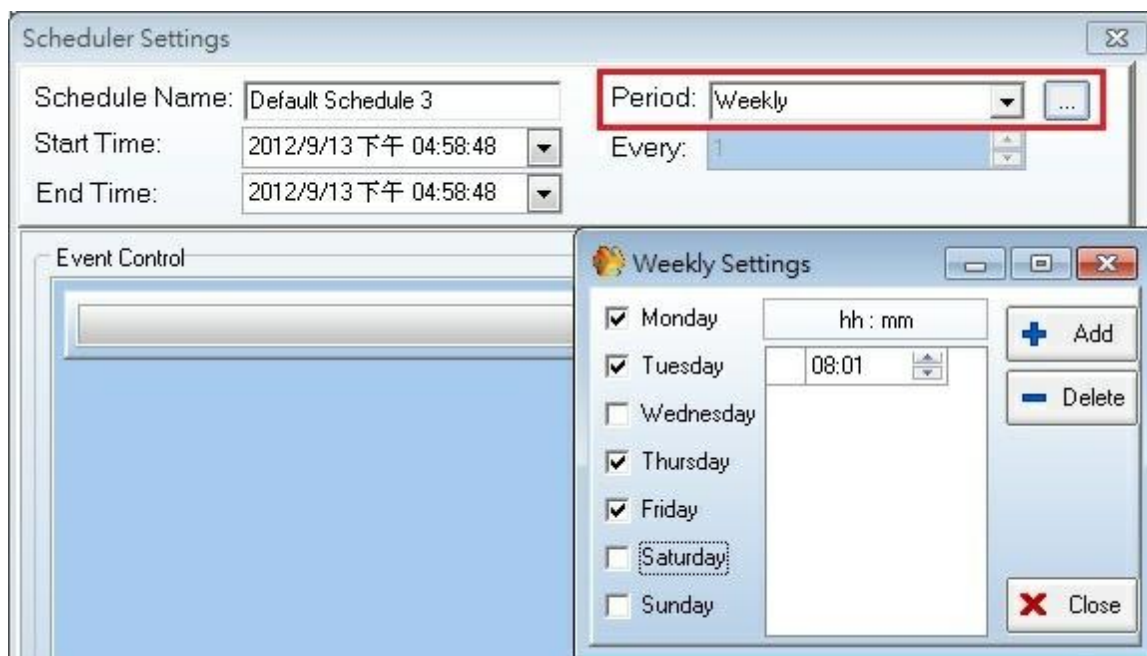 Scheduler Settings
Schedule Name: Default Schedule 3
Period: Weekly ...
Start Time: 2012/9/13 下午 04:58:48
Every: 1
End Time: 2012/9/13 下午 04:58:48
Event Control
Weekly Settings
Monday
hh : mm
Add
Tuesday
08:01
Delete
Wednesday
Thursday
Friday
Saturday
Sunday
Close